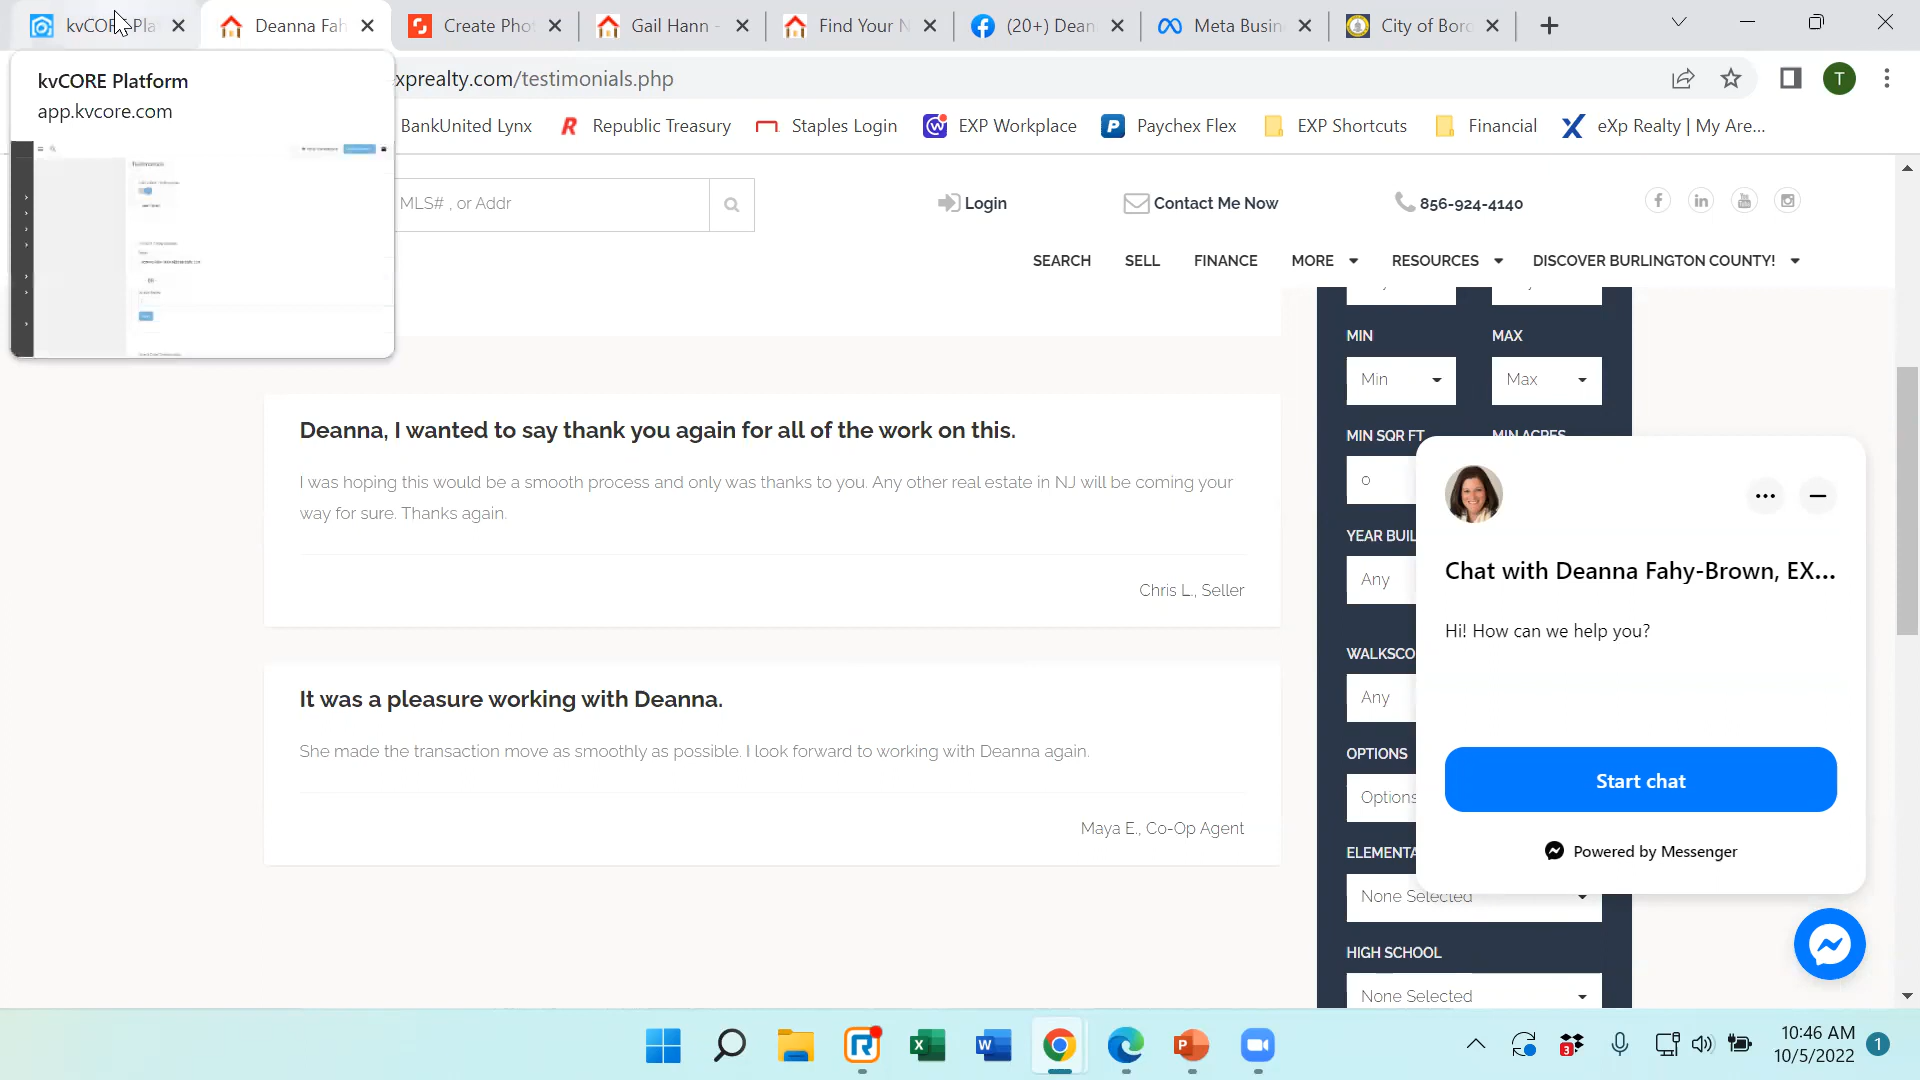 kvCORE Pla
Deanna Fah
Create Phot
Gail Hann -
Find Your N
(20+) Dean
Meta Busin
City of Bor
kvCORE Platform
app.kvcore.com
xprealty.com/testimonials.php
T
BankUnited Lynx
Republic Treasury
Staples Login
EXP Workplace
Paychex Flex
EXP Shortcuts
Financial
eXp Realty | My Are...
MLS# , or Addr
Login
Contact Me Now
856-924-4140
SEARCH
SELL
FINANCE
MORE
RESOURCES
DISCOVER BURLINGTON COUNTY!
MIN
MAX
Min
Max
MIN SQR FT
MIN ACRES
0
YEAR BUIL
Any
WALKSCO
Any
OPTIONS
Options
ELEMENTA
None Selected
HIGH SCHOOL
None Selected
Deanna, I wanted to say thank you again for all of the work on this.
I was hoping this would be a smooth process and only was thanks to you. Any other real estate in NJ will be coming your
way for sure. Thanks again.
Chris L., Seller
It was a pleasure working with Deanna.
She made the transaction move as smoothly as possible. I look forward to working with Deanna again.
Maya E., Co-Op Agent
Chat with Deanna Fahy-Brown, EX...
Hi! How can we help you?
Start chat
Powered by Messenger
3
10:46 AM
10/5/2022
1